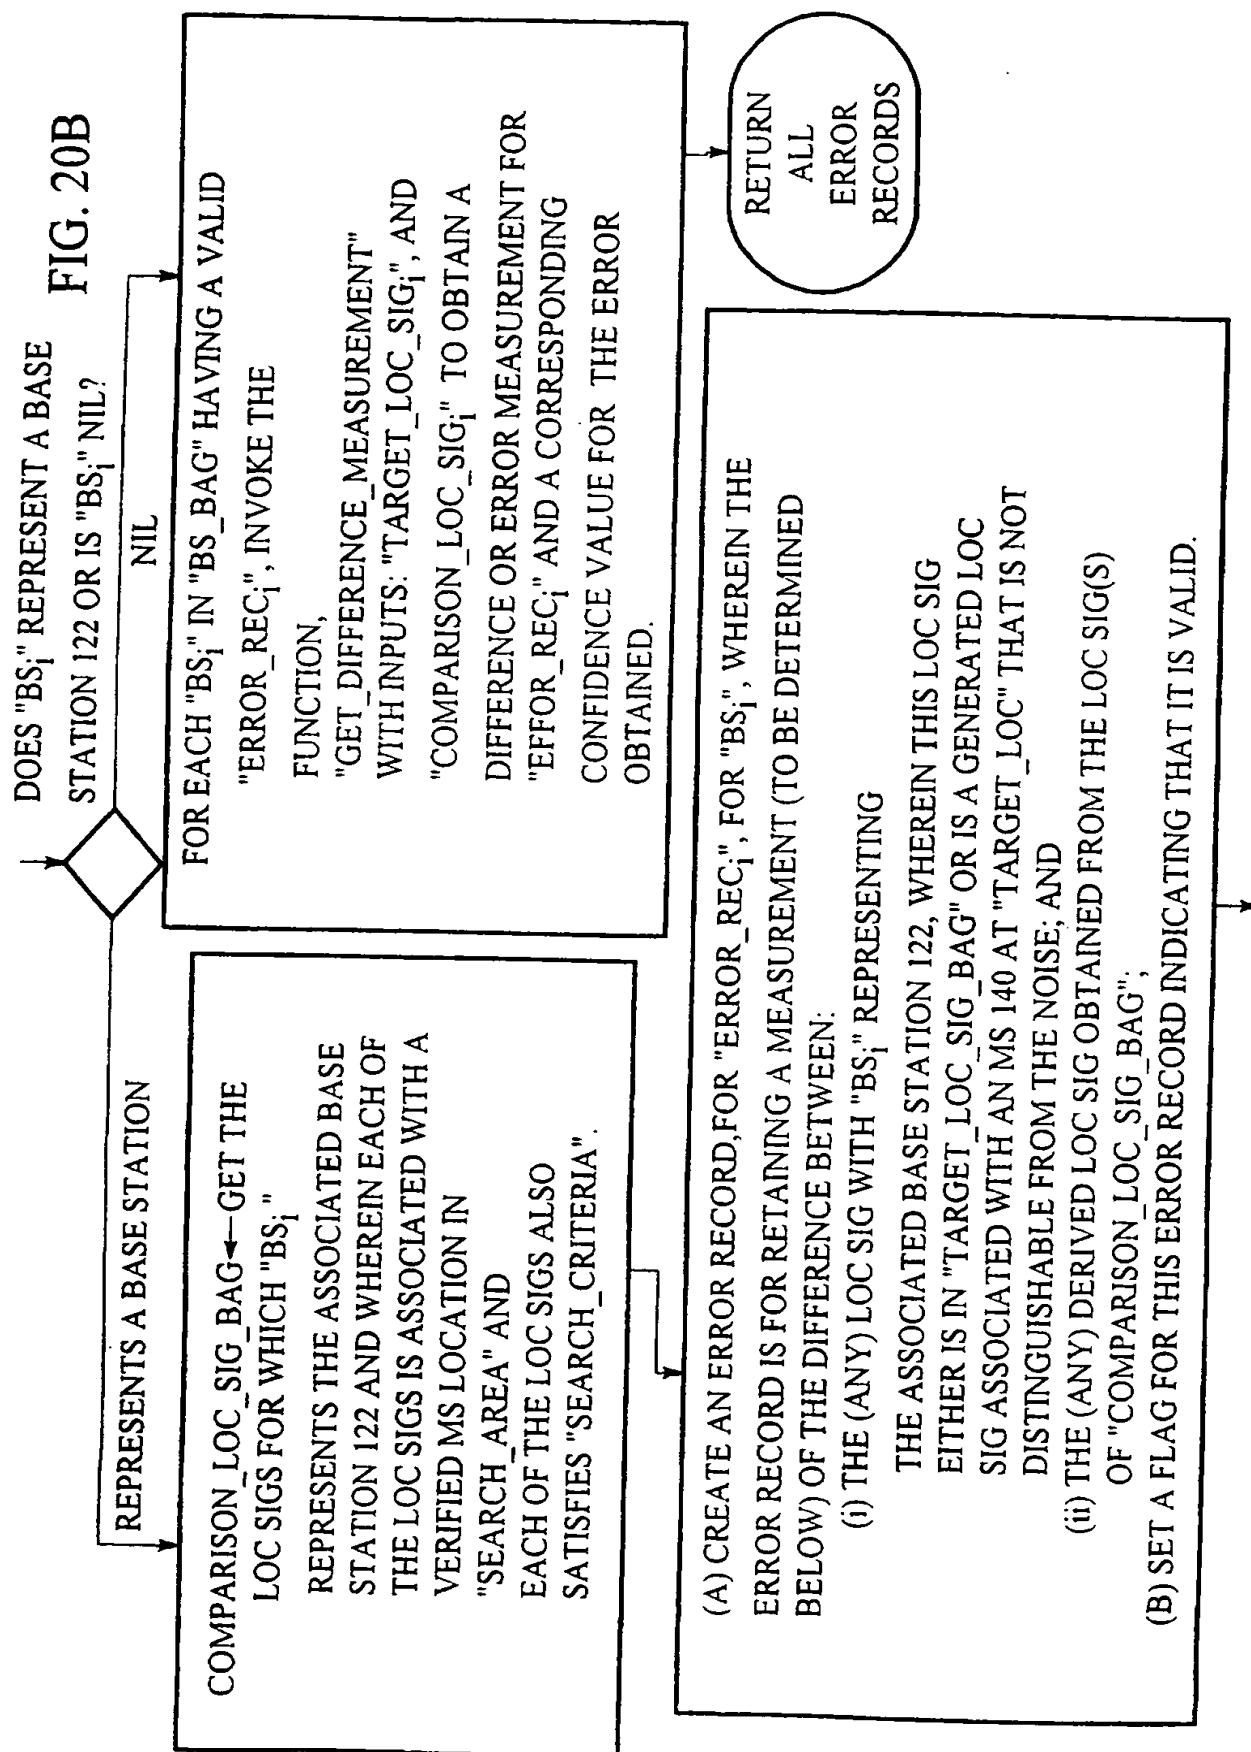 FIG. 20B
DOES "BS_i" REPRESENT A BASE
STATION 122 OR IS "BS_i" NIL?
REPRESENTS A BASE STATION
NIL
COMPARISON_LOC_SIG_BAG←GET THE
LOC SIGS FOR WHICH "BS_i"
REPRESENTS THE ASSOCIATED BASE
STATION 122 AND WHEREIN EACH OF
THE LOC SIGS IS ASSOCIATED WITH A
VERIFIED MS LOCATION IN
"SEARCH_AREA" AND
EACH OF THE LOC SIGS ALSO
SATISFIES "SEARCH_CRITERIA".
FOR EACH "BS_i" IN "BS_BAG" HAVING A VALID
"ERROR_REC_i", INVOKE THE
FUNCTION,
"GET_DIFFERENCE_MEASUREMENT"
WITH INPUTS: "TARGET_LOC_SIG_i", AND
"COMPARISON_LOC_SIG_i" TO OBTAIN A
DIFFERENCE OR ERROR MEASUREMENT FOR
"EFFOR_REC_i" AND A CORRESPONDING
CONFIDENCE VALUE FOR THE ERROR
OBTAINED.
RETURN
ALL
ERROR
RECORDS
(A) CREATE AN ERROR RECORD,FOR "ERROR_REC_i", FOR "BS_i", WHEREIN THE
ERROR RECORD IS FOR RETAINING A MEASUREMENT (TO BE DETERMINED
BELOW) OF THE DIFFERENCE BETWEEN:
(i) THE (ANY) LOC SIG WITH "BS_i" REPRESENTING
THE ASSOCIATED BASE STATION 122, WHEREIN THIS LOC SIG
EITHER IS IN "TARGET_LOC_SIG_BAG" OR IS A GENERATED LOC
SIG ASSOCIATED WITH AN MS 140 AT "TARGET_LOC" THAT IS NOT
DISTINGUISHABLE FROM THE NOISE; AND
(ii) THE (ANY) DERIVED LOC SIG OBTAINED FROM THE LOC SIG(S)
OF "COMPARISON_LOC_SIG_BAG";
(B) SET A FLAG FOR THIS ERROR RECORD INDICATING THAT IT IS VALID.